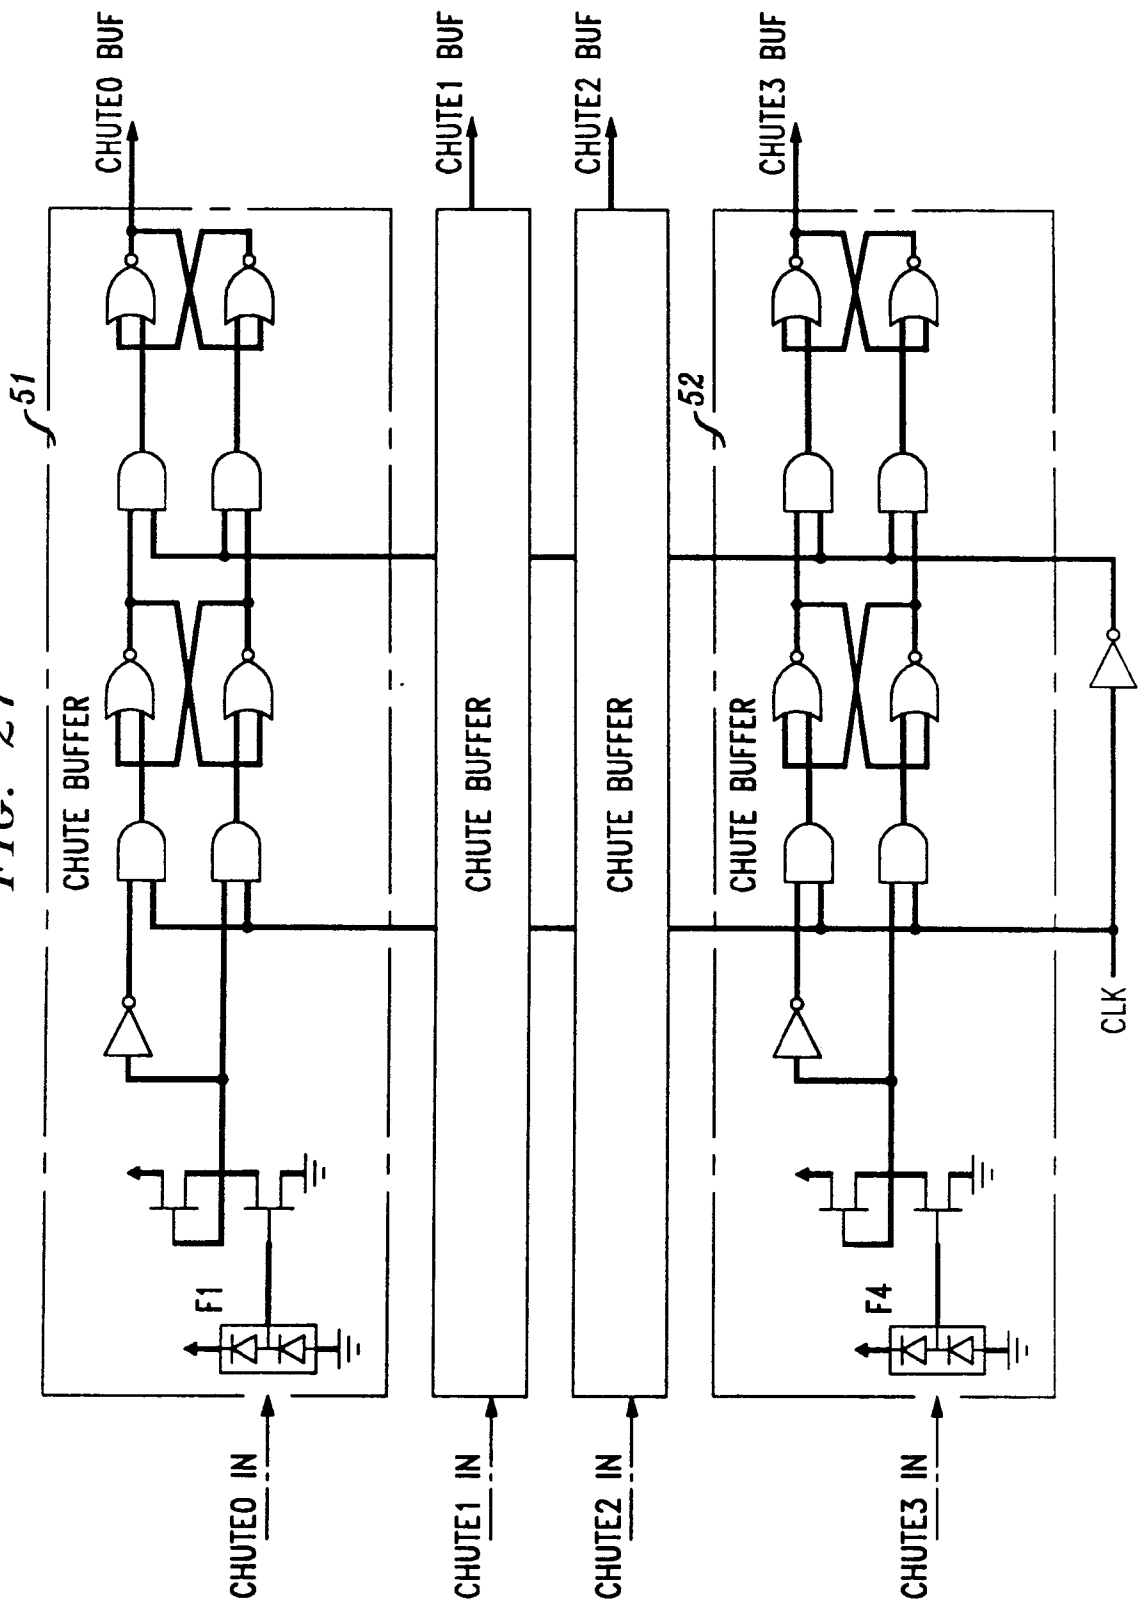 FIG. 27
CHUTE0 IN
F1
CHUTE BUFFER
51
CHUTE0 BUF
CHUTE1 IN
CHUTE BUFFER
CHUTE1 BUF
CHUTE2 IN
CHUTE BUFFER
CHUTE2 BUF
CHUTE3 IN
F4
CHUTE BUFFER
52
CHUTE3 BUF
CLK